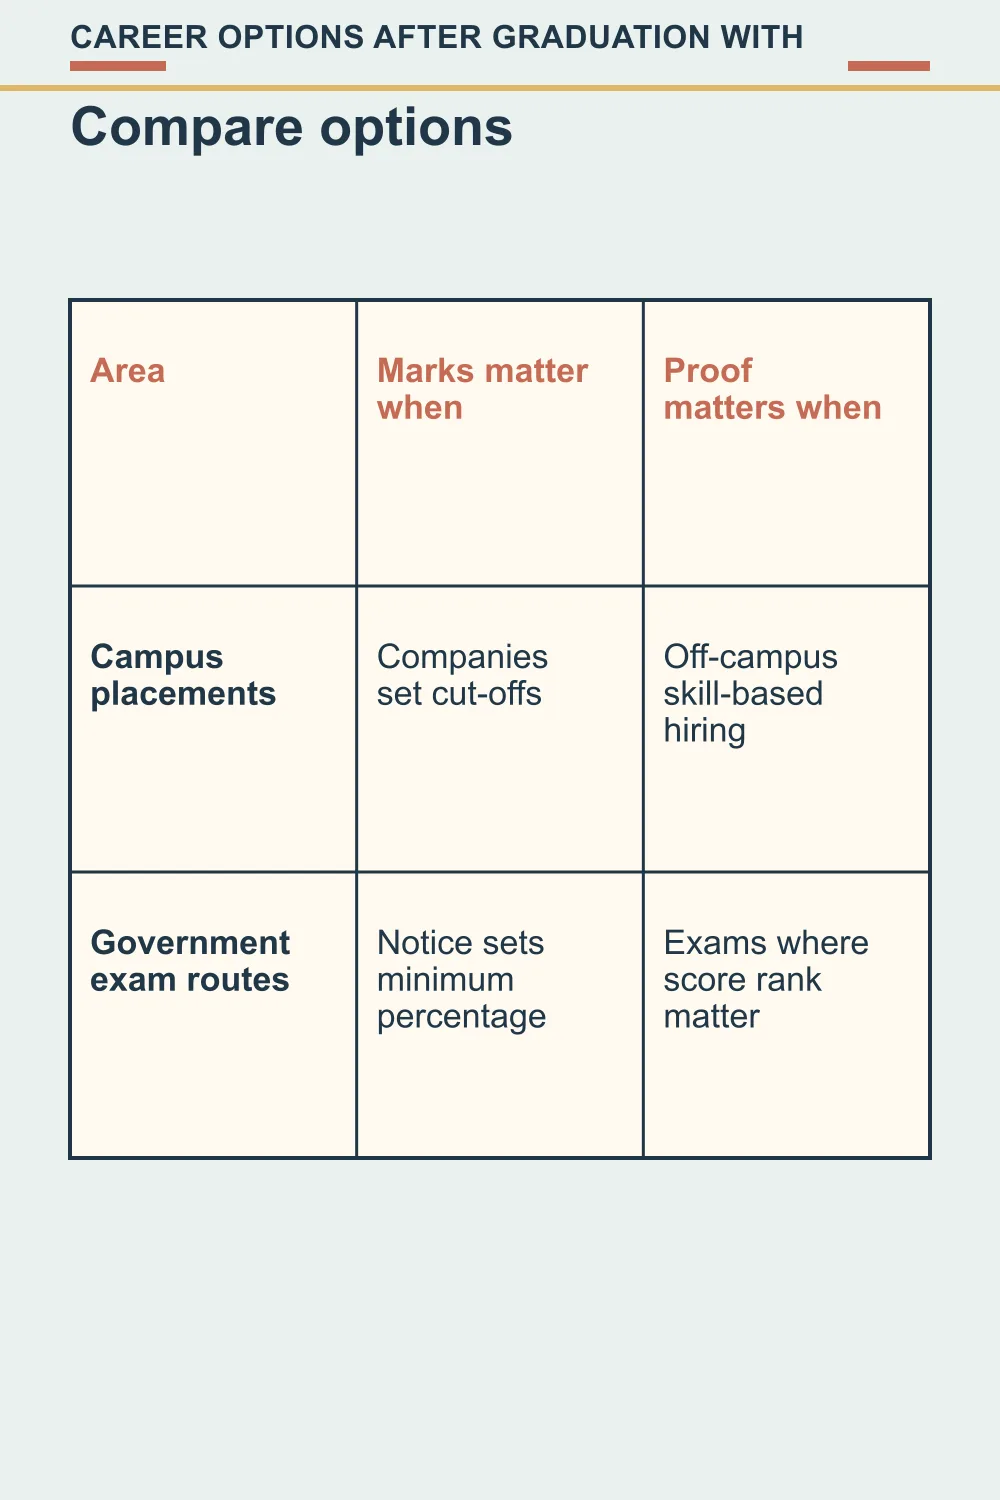 CAREER OPTIONS AFTER GRADUATION WITH
Compare options
Area
Marks matter
when
Proof
matters when
Campus
placements
Companies
set cut-offs
Off-campus
skill-based
hiring
Government
exam routes
Notice sets
minimum
percentage
Exams where
score rank
matter